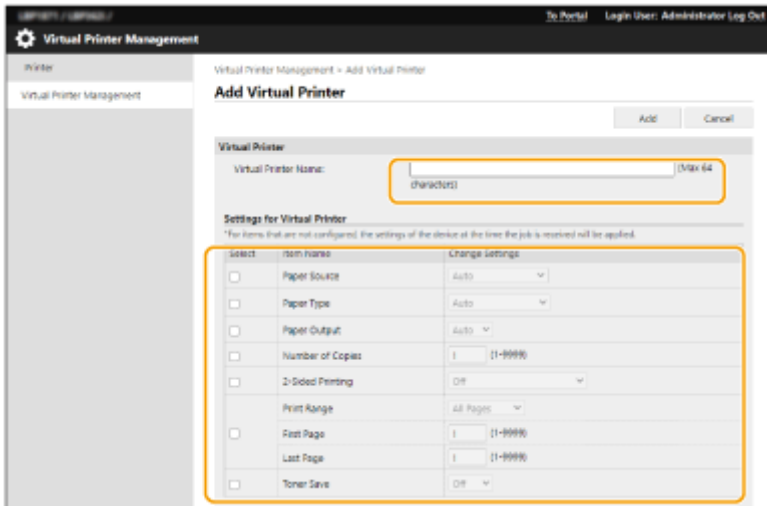 To Portal Login User: Administrator Log Out
Virtual Printer Management
Printer
Virtual Printer Management
Virtual Printer Management > Add Virtual Printer
Add Virtual Printer
Add Cancel
Virtual Printer
Virtual Printer Name: (Max 64
characters)
Settings for Virtual Printer
*For items that are not configured, the settings of the device at the time the job is received will be applied.
Select Item Name Change Settings
Paper Source Auto
Paper Type Auto
Paper Output Auto
Number of Copies 1 (1-9999)
2-Sided Printing Off
Print Range All Pages
First Page 1 (1-9999)
Last Page 1 (1-9999)
Toner Save Off